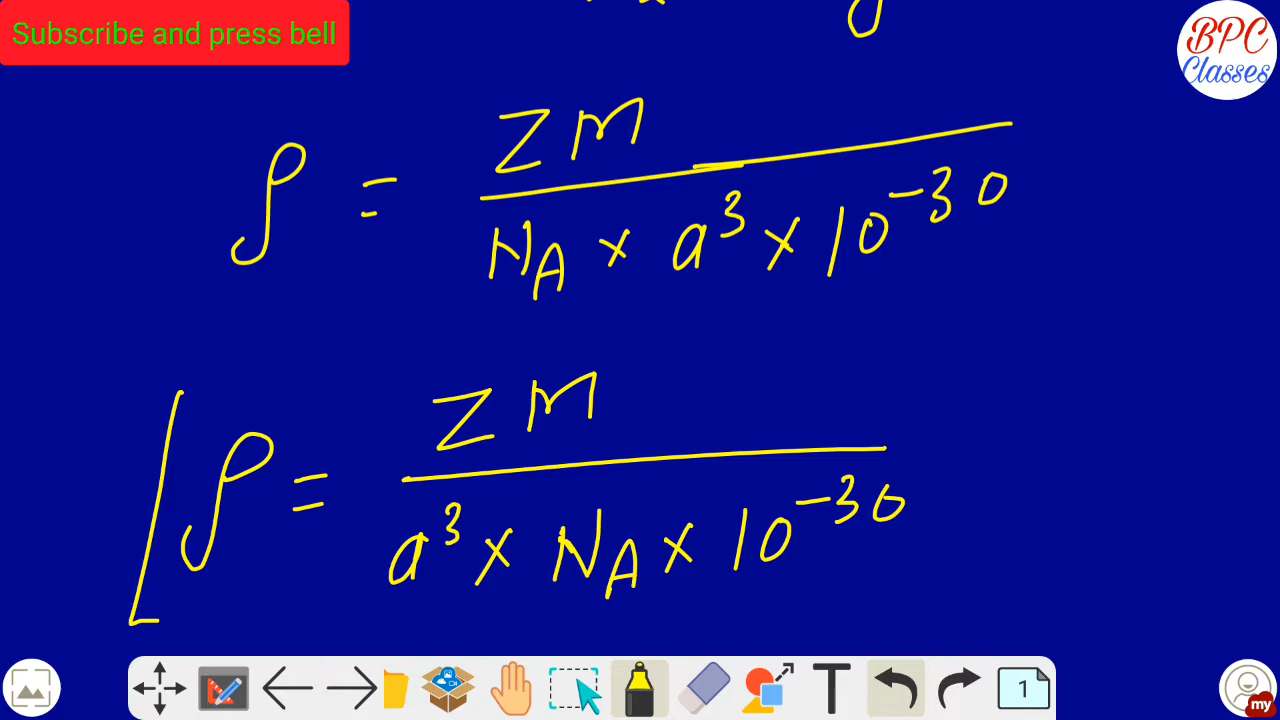 Subscribe and press bell
BPC
Classes
ρ = ZM / N_A × a³ × 10⁻³⁰
ρ = ZM / a³ × N_A × 10⁻³⁰
T
1
my